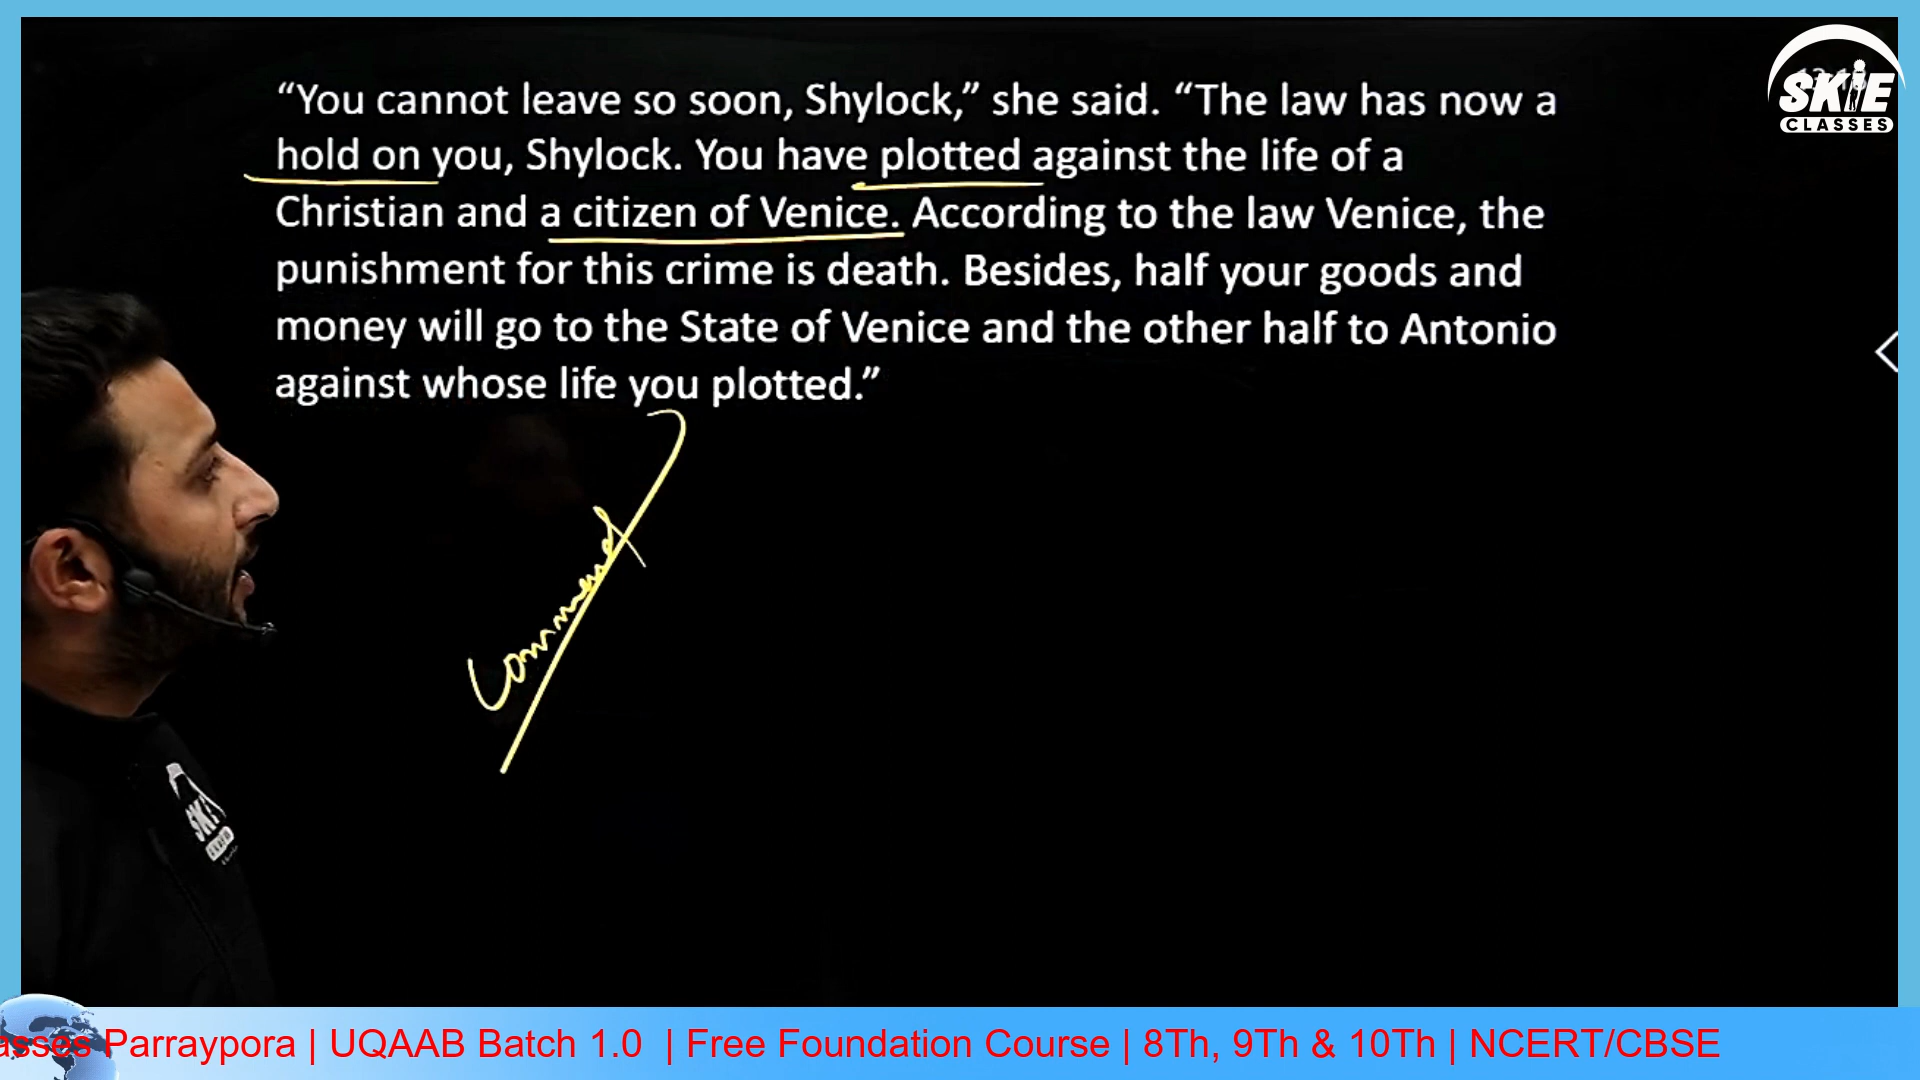 “You cannot leave so soon, Shylock,” she said. “The law has now a
hold on you, Shylock. You have plotted against the life of a
Christian and a citizen of Venice. According to the law Venice, the
punishment for this crime is death. Besides, half your goods and
money will go to the State of Venice and the other half to Antonio
against whose life you plotted.”
Comment
SKIE
CLASSES
asses Parraypora | UQAAB Batch 1.0 | Free Foundation Course | 8Th, 9Th & 10Th | NCERT/CBSE